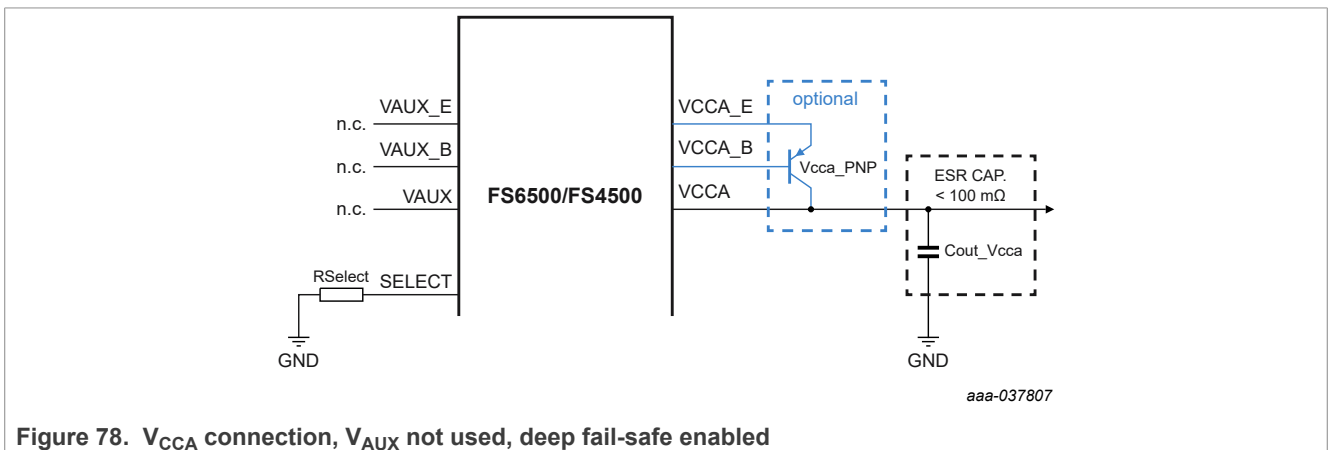 optional
VAUX_E
VCCA_E
n.c.
VAUX_B
VCCA_B
n.c.
Vcca_PNP
ESR CAP.
< 100 mΩ
VAUX
FS6500/FS4500
VCCA
n.c.
Cout_Vcca
RSelect
SELECT
GND
GND
aaa-037807
Figure 78. VCCA connection, VAUX not used, deep fail-safe enabled